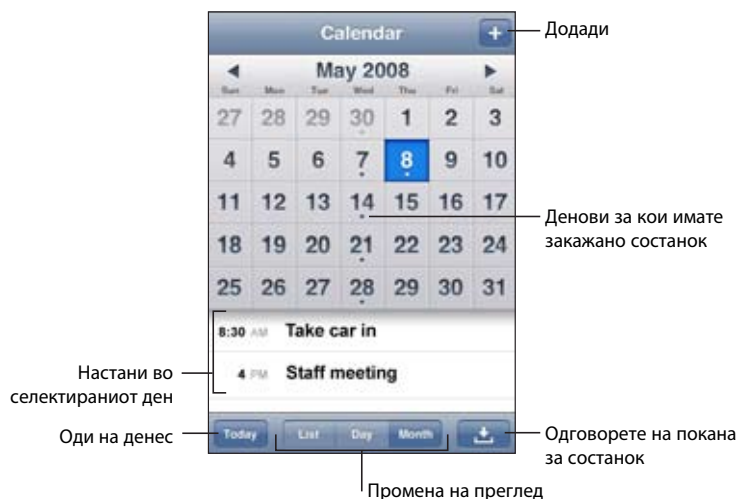 Calendar
Додади
May 2008
Sun Mon Tue Wed Thu Fri Sat
27 28 29 30 1 2 3
4 5 6 7 8 9 10
11 12 13 14 15 16 17
Денови за кои имате
закажано состанок
18 19 20 21 22 23 24
25 26 27 28 29 30 31
8:30 AM Take car in
4 PM Staff meeting
Настани во
селектираниот ден
Оди на денес
Today List Day Month
Одговорете на покана
за состанок
Промена на преглед